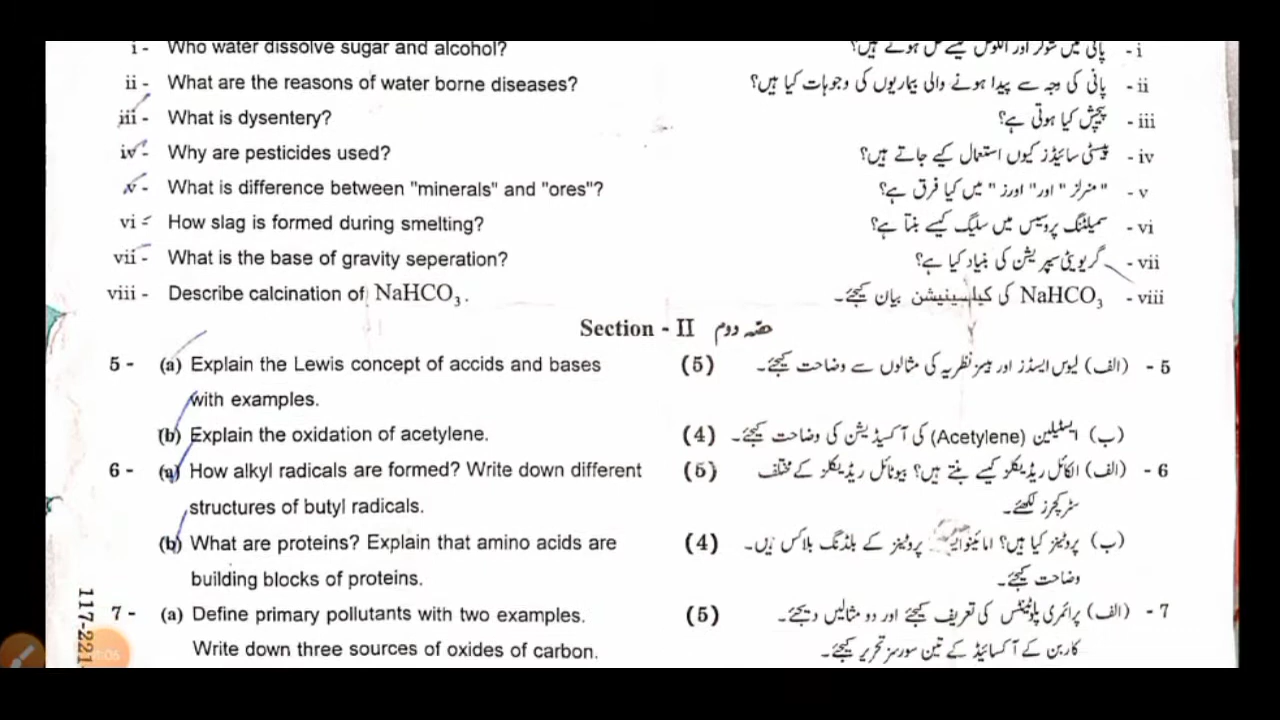 i - Who water dissolve sugar and alcohol? پانی میں شوگر اور الکوحل کیسے حل ہوتے ہیں؟ - i
ii - What are the reasons of water borne diseases? پانی کی وجہ سے پیدا ہونے والی بیماریوں کی وجوہات کیا ہیں؟ - ii
iii - What is dysentery? پیچش کیا ہوتی ہے؟ - iii
iv - Why are pesticides used? پیسٹی سائیڈز کیوں استعمال کیے جاتے ہیں؟ - iv
v - What is difference between "minerals" and "ores"? "منرلز" اور "اورز" میں کیا فرق ہے؟ - v
vi - How slag is formed during smelting? سمیلٹنگ پروسیس میں سلیگ کیسے بنتا ہے؟ - vi
vii - What is the base of gravity seperation? گریویٹی سپریشن کی بنیاد کیا ہے؟ - vii
viii - Describe calcination of NaHCO₃. NaHCO₃ کی کیلسینیشن بیان کیجئے۔ - viii
Section - II حصہ دوم
5 - (a) Explain the Lewis concept of accids and bases (5) 5 - (الف) لیوس ایسڈز اور بیسز نظریہ کی مثالوں سے وضاحت کیجئے۔
with examples.
(b) Explain the oxidation of acetylene. (4) (ب) ایسٹیلین (Acetylene) کی آکسیڈیشن کی وضاحت کیجئے۔
6 - (a) How alkyl radicals are formed? Write down different (5) 6 - (الف) الکائل ریڈیکلز کیسے بنتے ہیں؟ بیوٹائل ریڈیکلز کے مختلف
structures of butyl radicals. سٹرکچرز لکھئے۔
(b) What are proteins? Explain that amino acids are (4) (ب) پروٹینز کیا ہیں؟ پروٹینز کے بلڈنگ بلاکس ہیں۔
building blocks of proteins. وضاحت کیجئے۔
7 - (a) Define primary pollutants with two examples. (5) 7 - (الف) پرائمری پلوٹینٹس کی تعریف کیجئے اور دو مثالیں دیجئے۔
Write down three sources of oxides of carbon. کاربن کے آکسائیڈ کے تین سورسز تحریر کیجئے۔
117-221